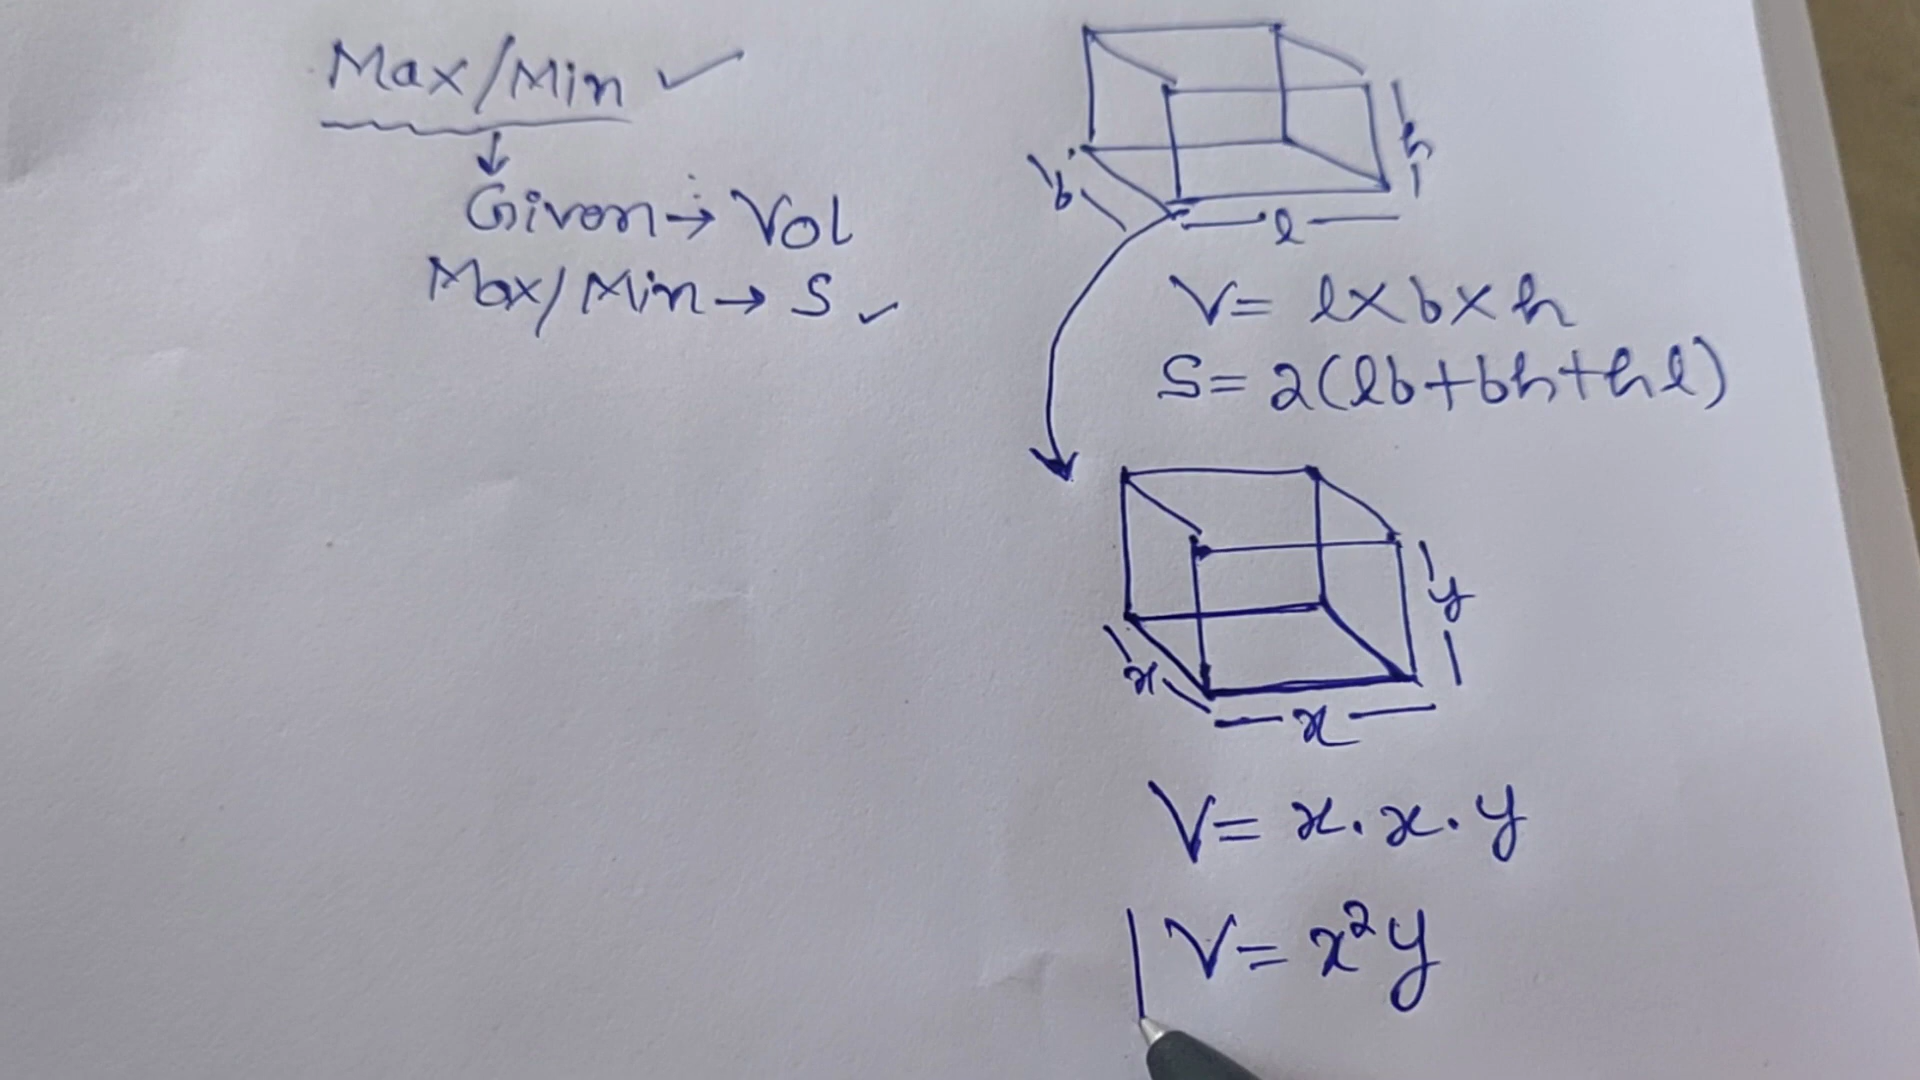 Max/Min ✓
Given → Vol
Max/Min → S ✓
b
l
h
V = l×b×h
S = 2(lb+bh+hl)
y
x
x
V = x.x.y
V = x²y